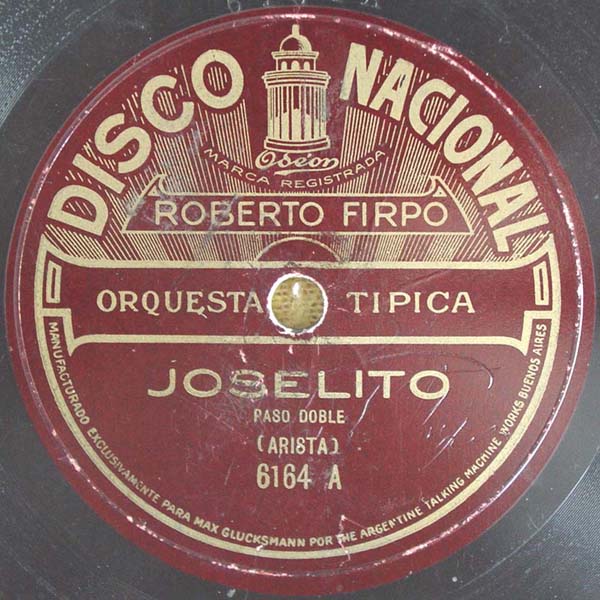 DISCO NACIONAL
Odeon
MARCA REGISTRADA
ROBERTO FIRPO
ORQUESTA TIPICA
JOSELITO
PASO DOBLE
(ARISTA)
6164 A
MANUFACTURADO EXCLUSIVAMENTE PARA MAX GLUCKSMANN POR THE ARGENTINE TALKING MACHINE WORKS BUENOS AIRES